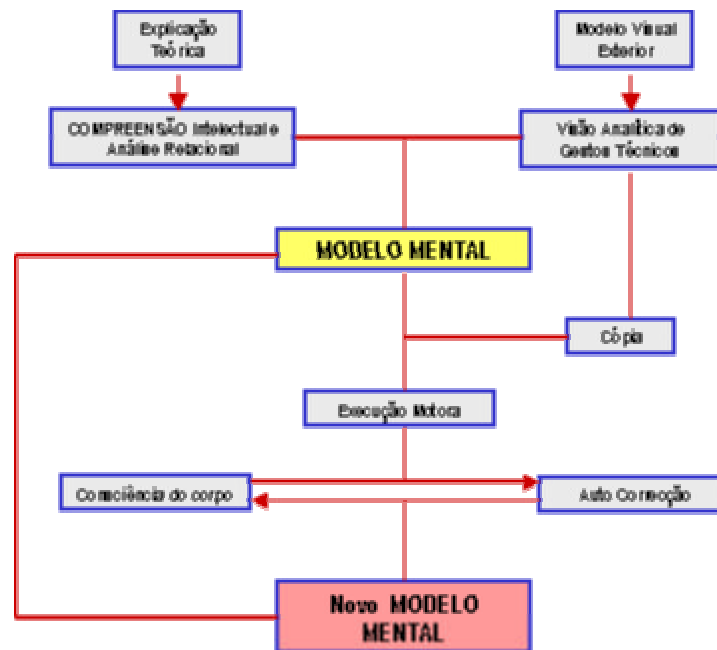 Explicação
Teórica
Modelo Visual
Exterior
COMPREENSÃO Intelectual e
Análise Relacional
Visão Analítica de
Gestos Técnicos
MODELO MENTAL
Cópia
Execução Motora
Consciência do corpo
Auto Correcção
Novo MODELO
MENTAL